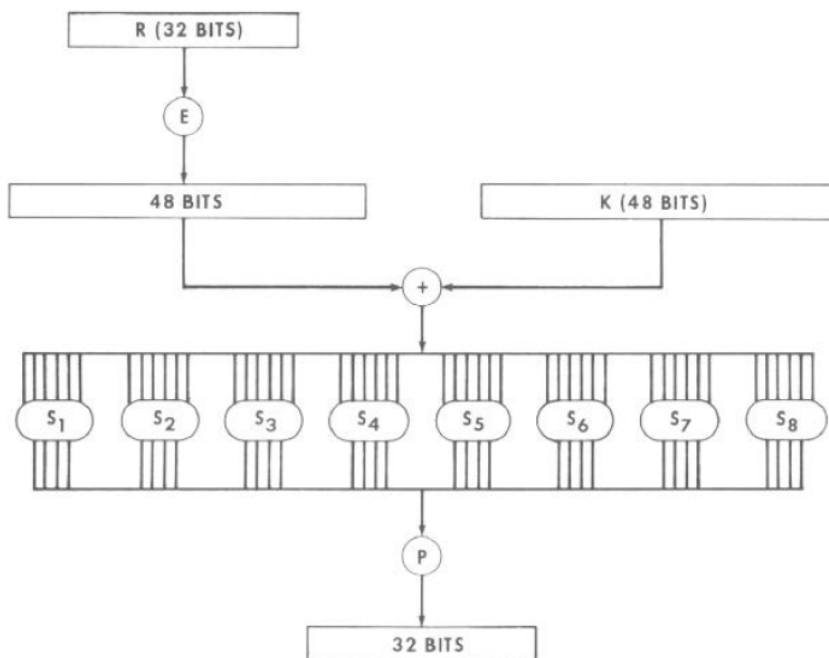 R (32 BITS)
E
48 BITS
K (48 BITS)
+
S1 S2 S3 S4 S5 S6 S7 S8
P
32 BITS